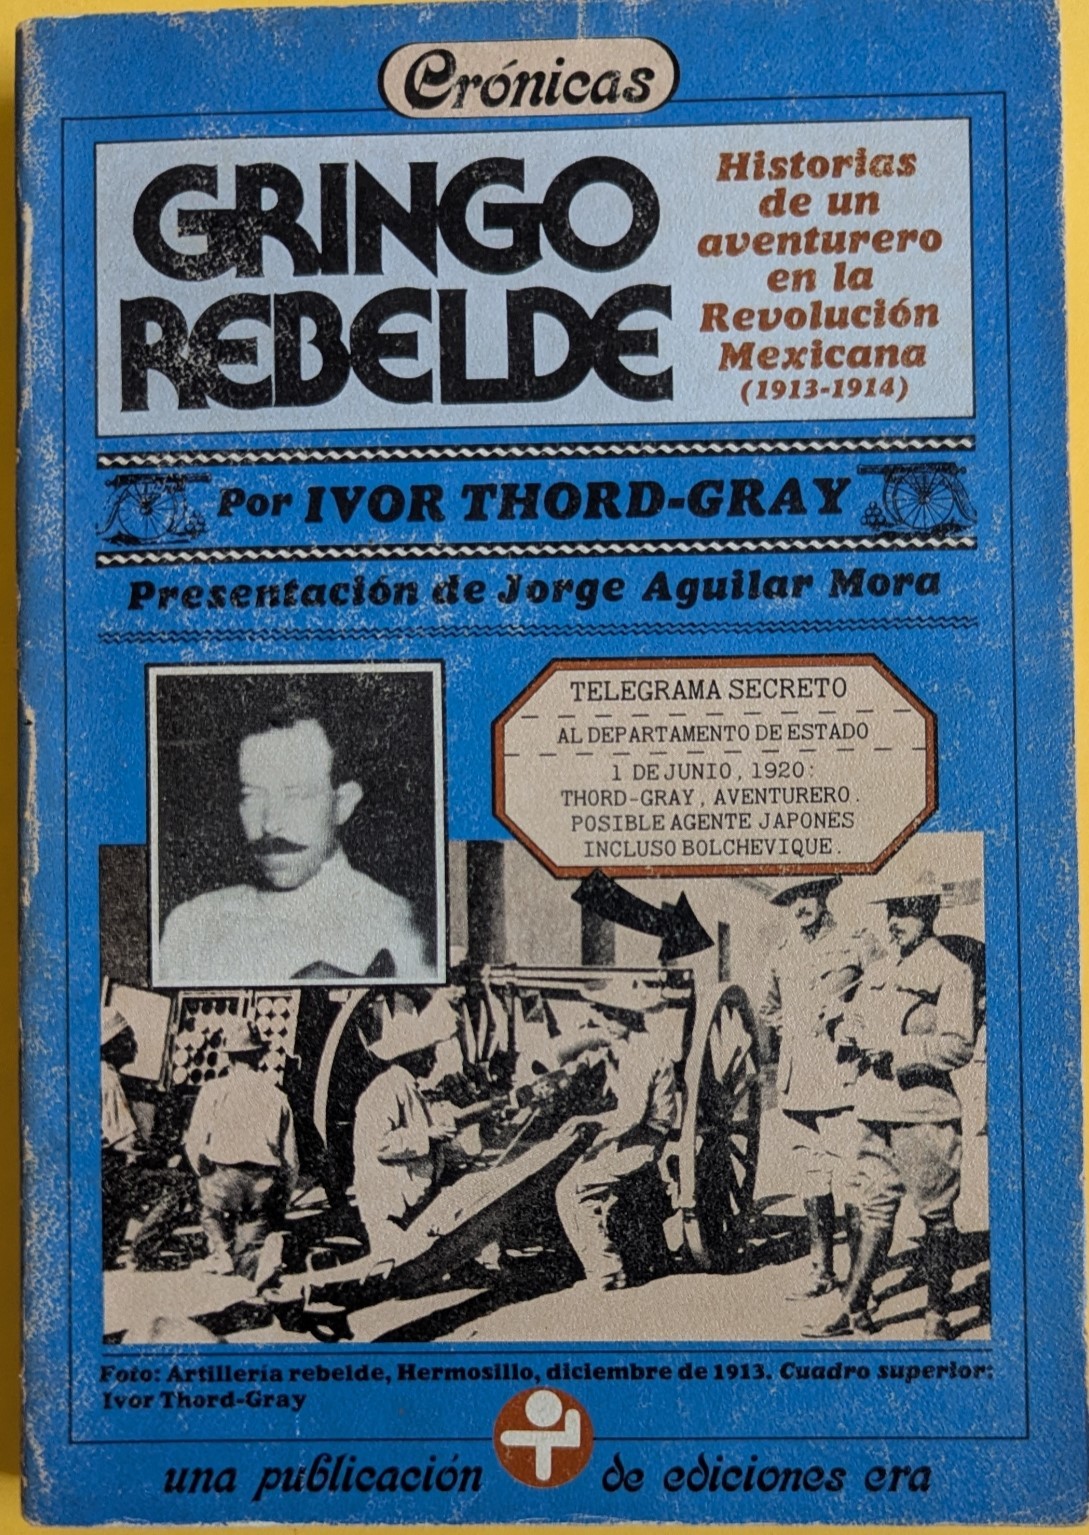 Crónicas
GRINGO
REBELDE
Historias
de un
aventurero
en la
Revolución
Mexicana
(1913-1914)
Por IVOR THORD-GRAY
Presentación de Jorge Aguilar Mora
TELEGRAMA SECRETO
AL DEPARTAMENTO DE ESTADO
1 DE JUNIO, 1920:
THORD-GRAY, AVENTURERO.
POSIBLE AGENTE JAPONES
INCLUSO BOLCHEVIQUE.
Foto: Artillería rebelde, Hermosillo, diciembre de 1913. Cuadro superior:
Ivor Thord-Gray
una publicación de ediciones era